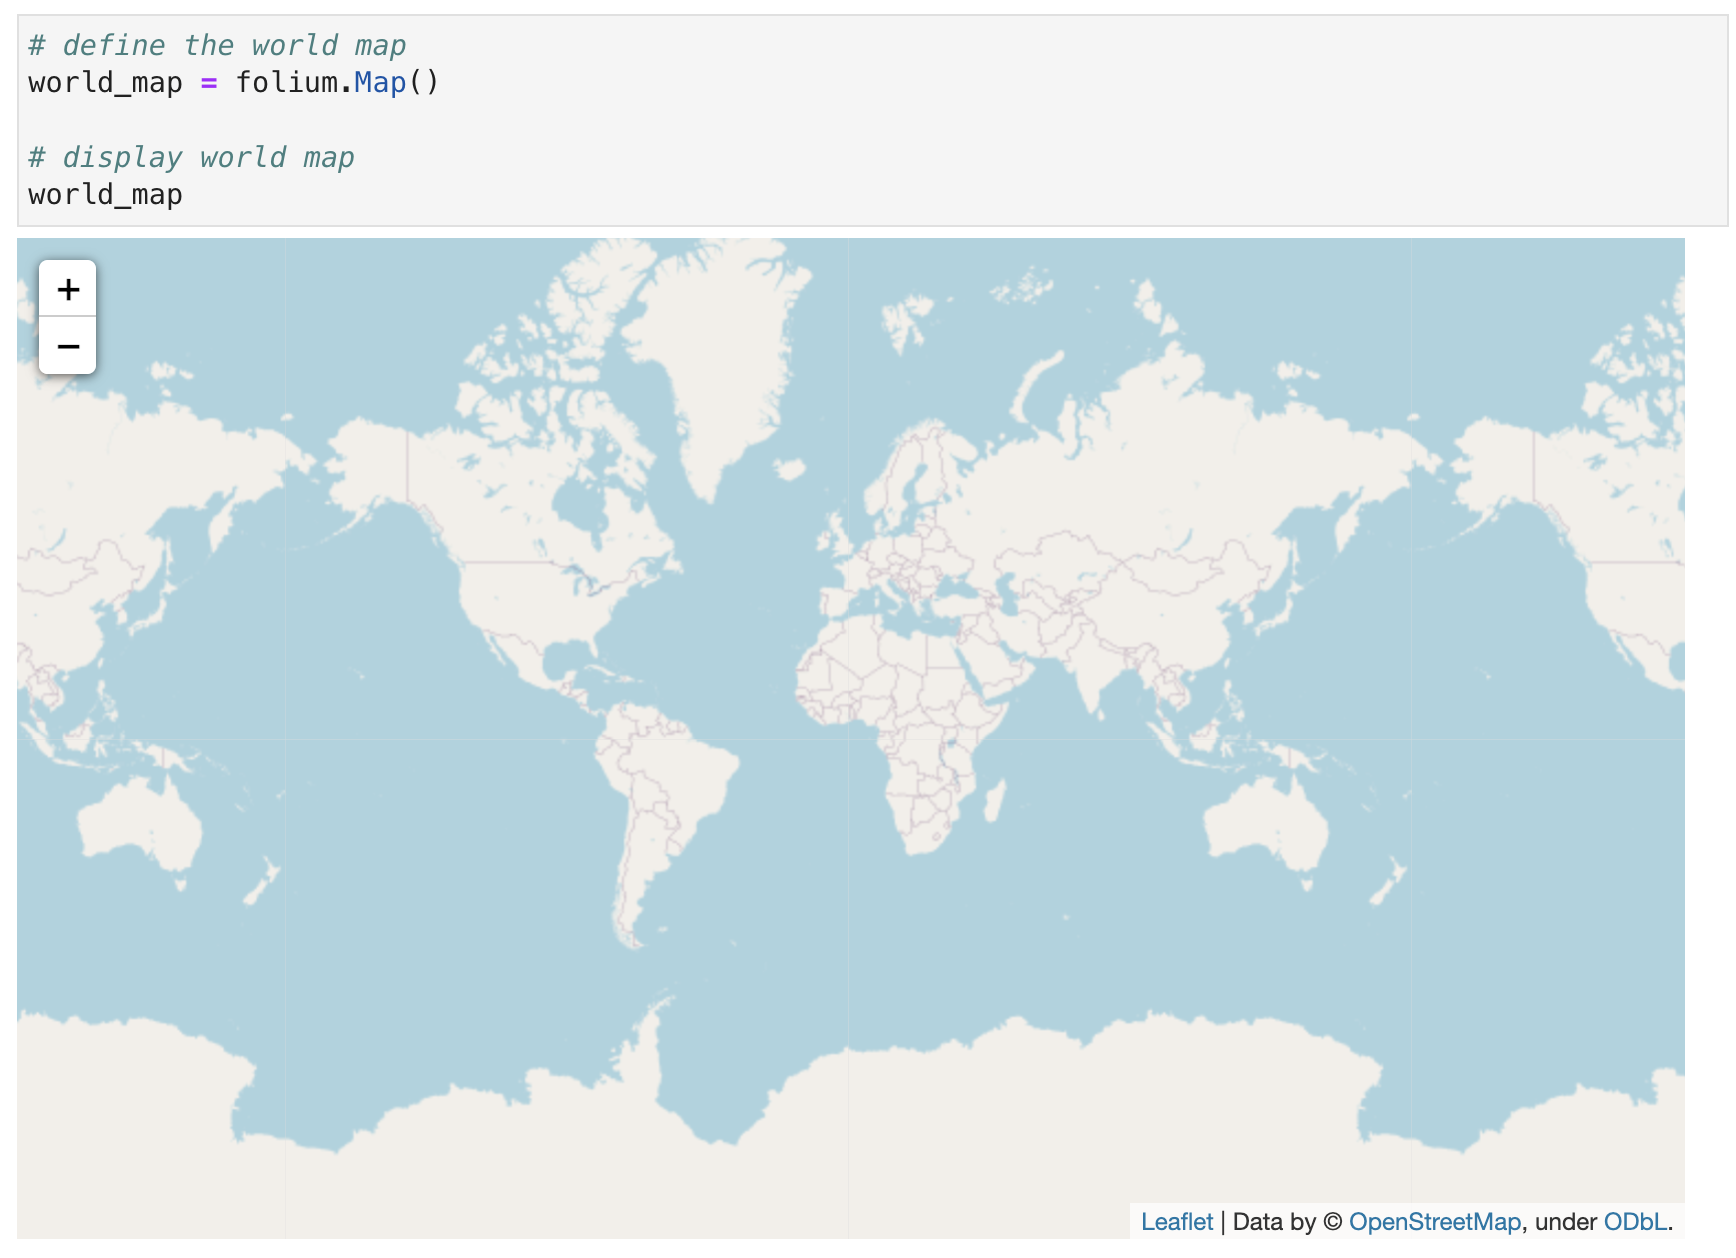 # define the world map
world_map = folium.Map()
# display world map
world_map
+
−
Leaflet | Data by © OpenStreetMap, under ODbL.